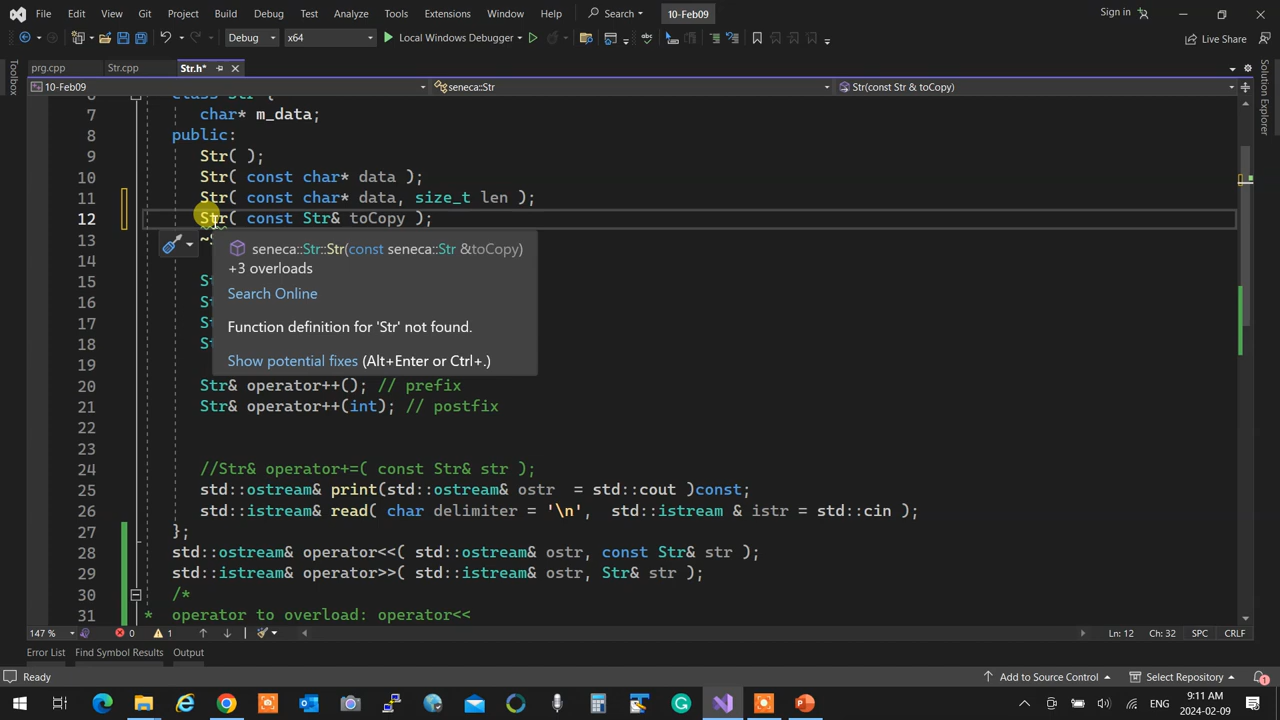 File Edit View Git Project Build Debug Test Analyze Tools Extensions Window Help Search 10-Feb09 Sign in
Debug x64 Local Windows Debugger Live Share
prg.cpp Str.cpp Str.h*
10-Feb09 seneca::Str Str(const Str & toCopy)
Toolbox
Solution Explorer
7 char* m_data;
8 public:
9 Str( );
10 Str( const char* data );
11 Str( const char* data, size_t len );
12 Str( const Str& toCopy );
13
seneca::Str::Str(const seneca::Str &toCopy)
+3 overloads
Search Online
Function definition for 'Str' not found.
Show potential fixes (Alt+Enter or Ctrl+.)
14
15
16
17
18
19
20 Str& operator++(); // prefix
21 Str& operator++(int); // postfix
22
23
24 //Str& operator+=( const Str& str );
25 std::ostream& print(std::ostream& ostr = std::cout )const;
26 std::istream& read( char delimiter = '\n', std::istream & istr = std::cin );
27 };
28 std::ostream& operator<<( std::ostream& ostr, const Str& str );
29 std::istream& operator>>( std::istream& ostr, Str& str );
30 /*
31 * operator to overload: operator<<
147 % 0 1 Ln: 12 Ch: 32 SPC CRLF
Error List Find Symbol Results Output
Ready Add to Source Control Select Repository 1
ENG 9:11 AM
2024-02-09